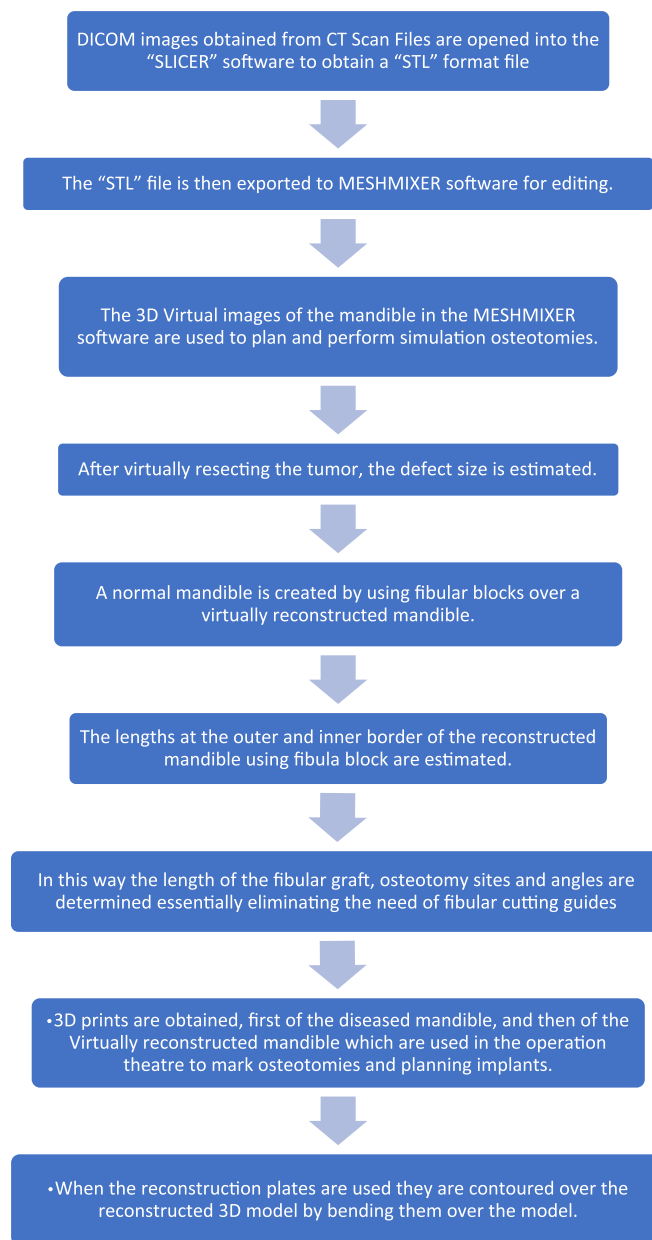 DICOM images obtained from CT Scan Files are opened into the
“SLICER” software to obtain a “STL” format file
The “STL” file is then exported to MESHMIXER software for editing.
The 3D Virtual images of the mandible in the MESHMIXER
software are used to plan and perform simulation osteotomies.
After virtually resecting the tumor, the defect size is estimated.
A normal mandible is created by using fibular blocks over a
virtually reconstructed mandible.
The lengths at the outer and inner border of the reconstructed
mandible using fibula block are estimated.
In this way the length of the fibular graft, osteotomy sites and angles are
determined essentially eliminating the need of fibular cutting guides
•3D prints are obtained, first of the diseased mandible, and then of the
Virtually reconstructed mandible which are used in the operation
theatre to mark osteotomies and planning implants.
•When the reconstruction plates are used they are contoured over the
reconstructed 3D model by bending them over the model.